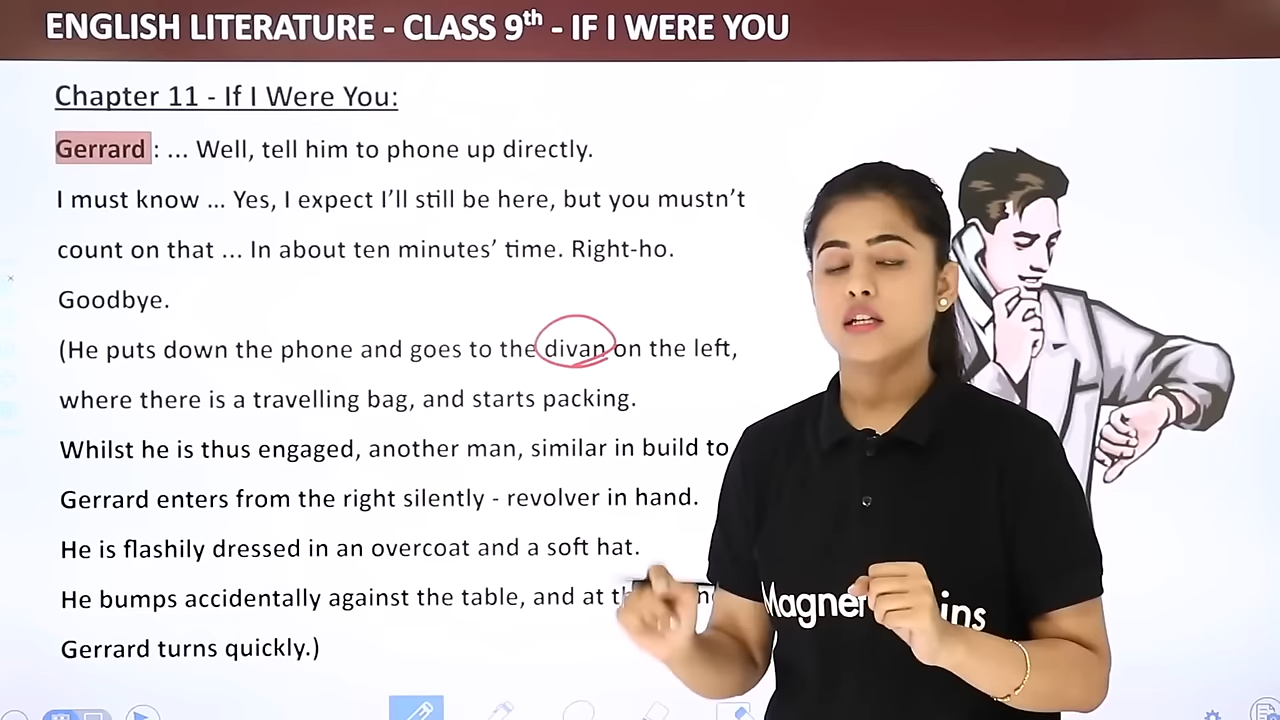 ENGLISH LITERATURE - CLASS 9th - IF I WERE YOU
Chapter 11 - If I Were You:
Gerrard : ... Well, tell him to phone up directly.
I must know ... Yes, I expect I'll still be here, but you mustn't
count on that ... In about ten minutes' time. Right-ho.
Goodbye.
(He puts down the phone and goes to the divan on the left,
where there is a travelling bag, and starts packing.
Whilst he is thus engaged, another man, similar in build to
Gerrard enters from the right silently - revolver in hand.
He is flashily dressed in an overcoat and a soft hat.
He bumps accidentally against the table, and at
Gerrard turns quickly.)